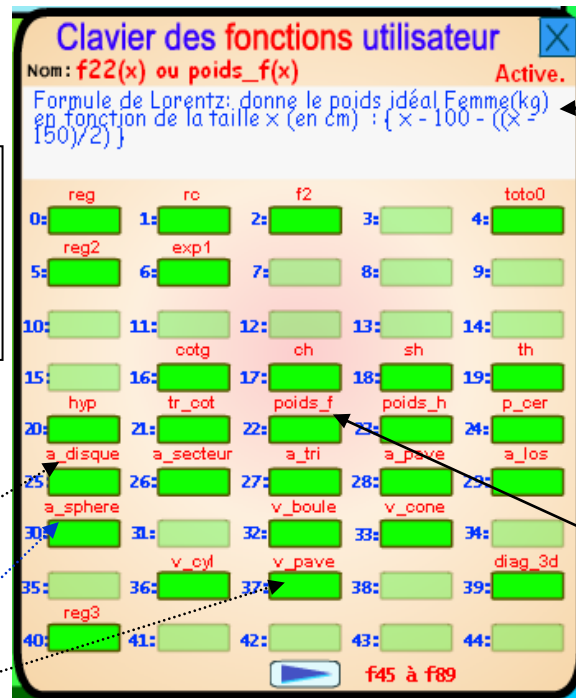 Clavier des fonctions utilisateur
Nom: f22(x) ou poids_f(x) Active.
Formule de Lorentz: donne le poids idéal Femme(kg)
en fonction de la taille x (en cm) : { x - 100 - ((x -
150)/2) }
reg rc f2 toto0
0: 1: 2: 3: 4:
reg2 exp1
5: 6: 7: 8: 9:
10: 11: 12: 13: 14:
cotg ch sh th
15: 16: 17: 18: 19:
hyp tr_cot poids_f poids_h p_cer
20: 21: 22: 23: 24:
a_disque a_secteur a_tri a_pave a_los
25: 26: 27: 28: 29:
a_sphere v_boule v_cone
30: 31: 32: 33: 34:
v_cyl v_pave diag_3d
35: 36: 37: 38: 39:
reg3
40: 41: 42: 43: 44:
f45 à f89